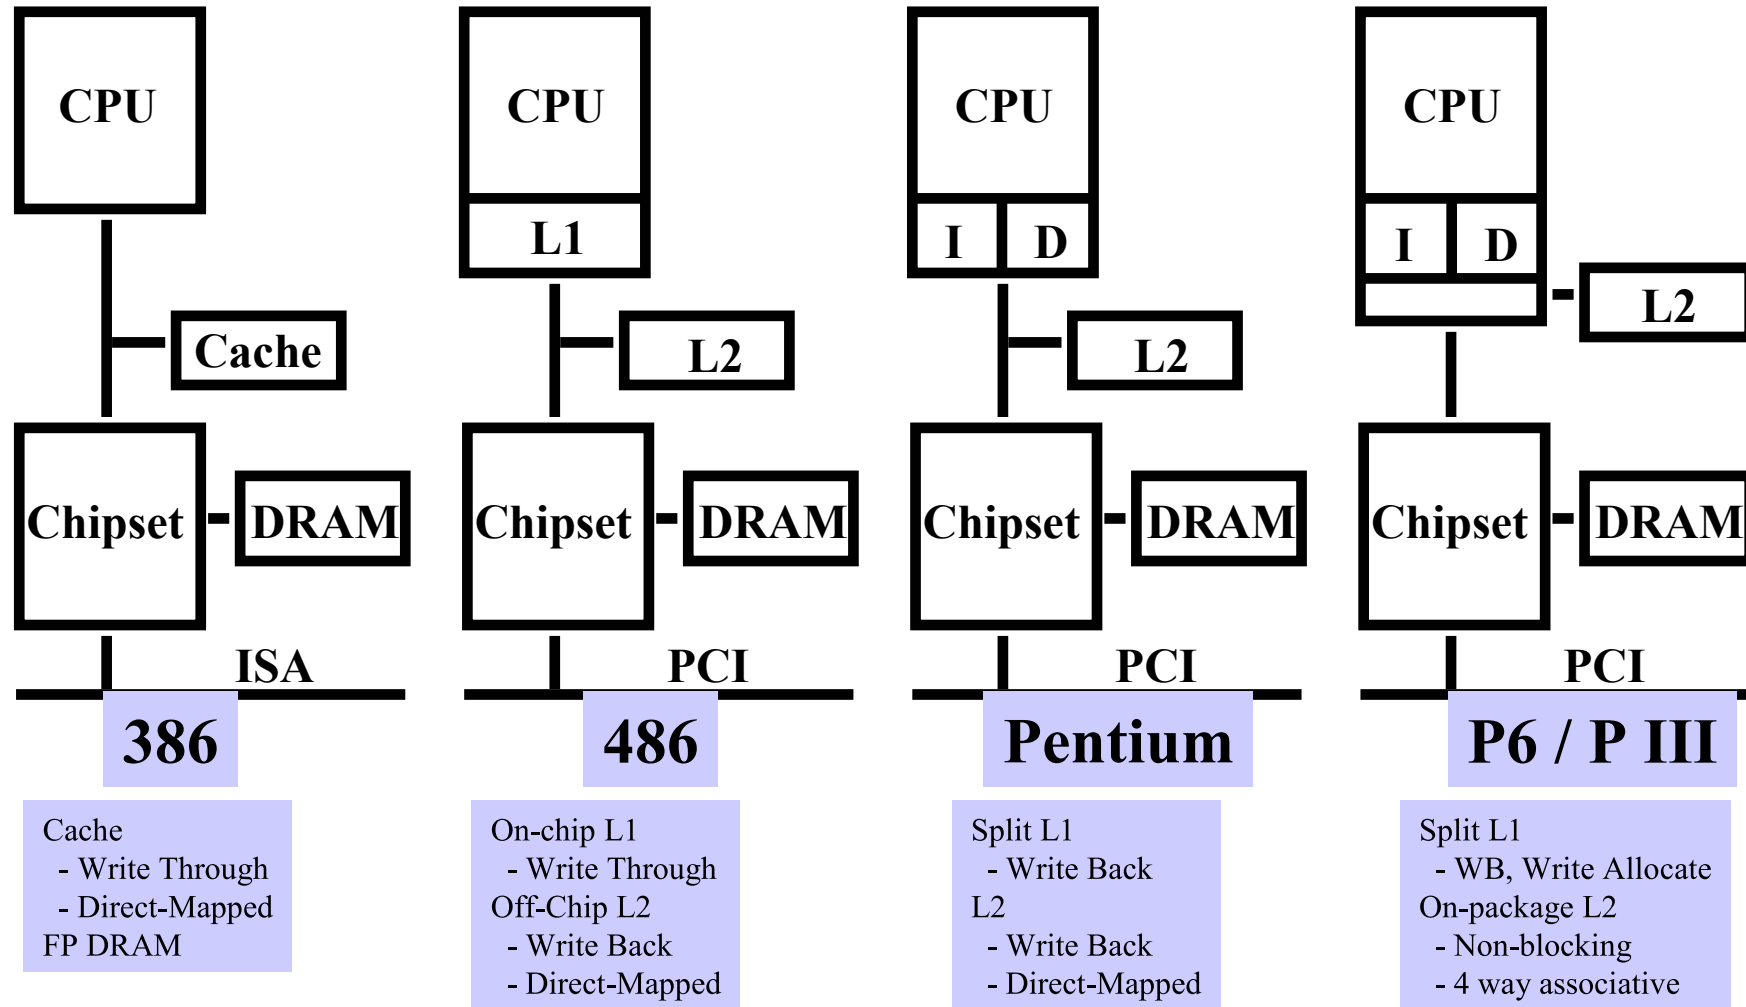 CPU
Cache
Chipset
DRAM
ISA
386
Cache
- Write Through
- Direct-Mapped
FP DRAM
CPU
L1
L2
Chipset
DRAM
PCI
486
On-chip L1
- Write Through
Off-Chip L2
- Write Back
- Direct-Mapped
CPU
I D
L2
Chipset
DRAM
PCI
Pentium
Split L1
- Write Back
L2
- Write Back
- Direct-Mapped
CPU
I D
L2
Chipset
DRAM
PCI
P6 / P III
Split L1
- WB, Write Allocate
On-package L2
- Non-blocking
- 4 way associative